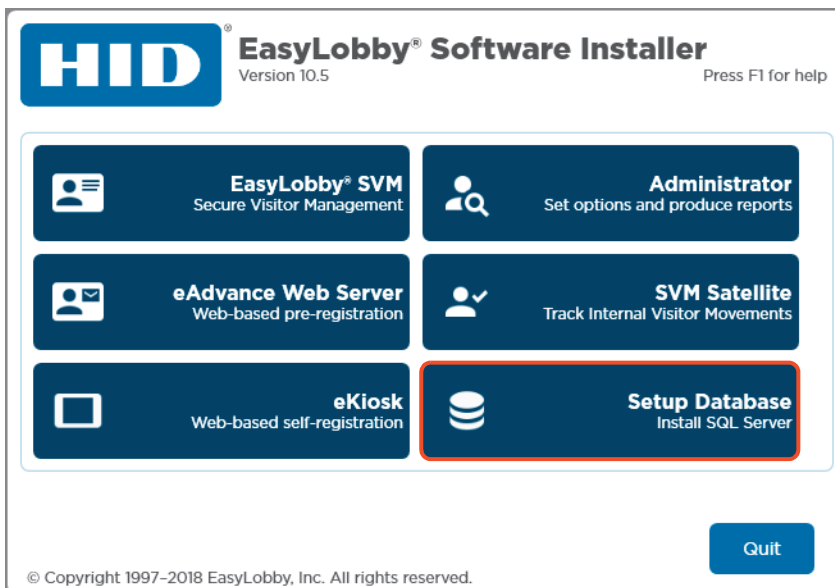 HID ®
EasyLobby® Software Installer
Version 10.5
Press F1 for help
EasyLobby® SVM
Secure Visitor Management
Administrator
Set options and produce reports
eAdvance Web Server
Web-based pre-registration
SVM Satellite
Track Internal Visitor Movements
eKiosk
Web-based self-registration
Setup Database
Install SQL Server
Quit
© Copyright 1997-2018 EasyLobby, Inc. All rights reserved.